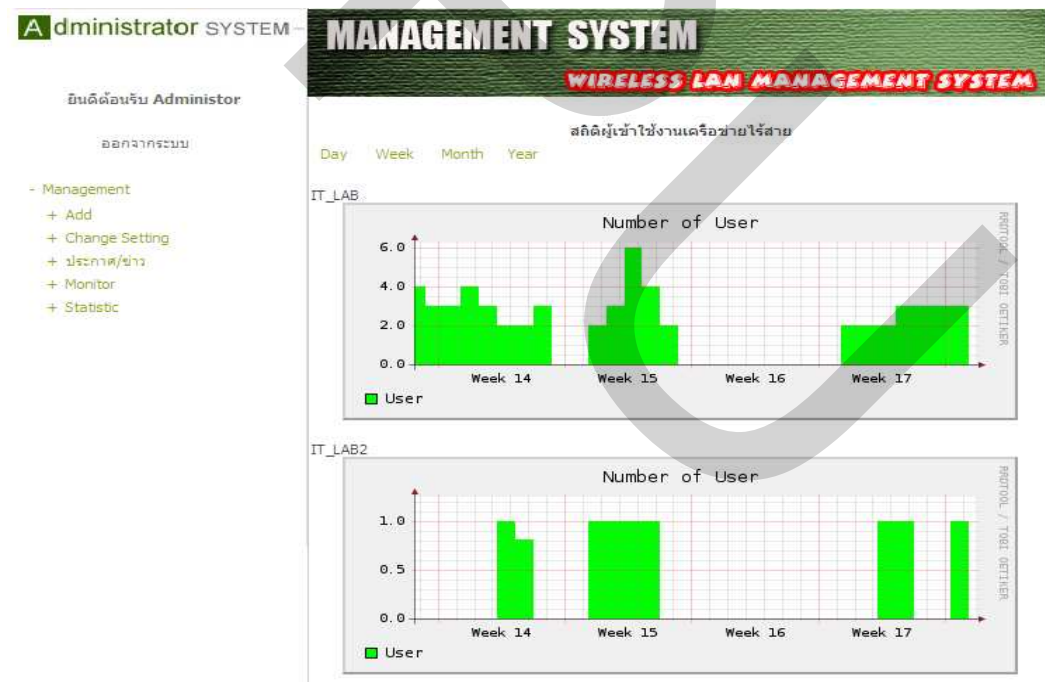 Administrator SYSTEM
MANAGEMENT SYSTEM
WIRELESS LAN MANAGEMENT SYSTEM
ยินดีต้อนรับ Administor
ออกจากระบบ
- Management
+ Add
+ Change Setting
+ ประกาศ/ข่าว
+ Monitor
+ Statistic
สถิติผู้เข้าใช้งานเครือข่ายไร้สาย
Day Week Month Year
IT_LAB
Number of User
6.0
4.0
2.0
0.0
Week 14 Week 15 Week 16 Week 17
User
RRDTOOL / TOBI OETIKER
IT_LAB2
Number of User
1.0
0.5
0.0
Week 14 Week 15 Week 16 Week 17
User
RRDTOOL / TOBI OETIKER